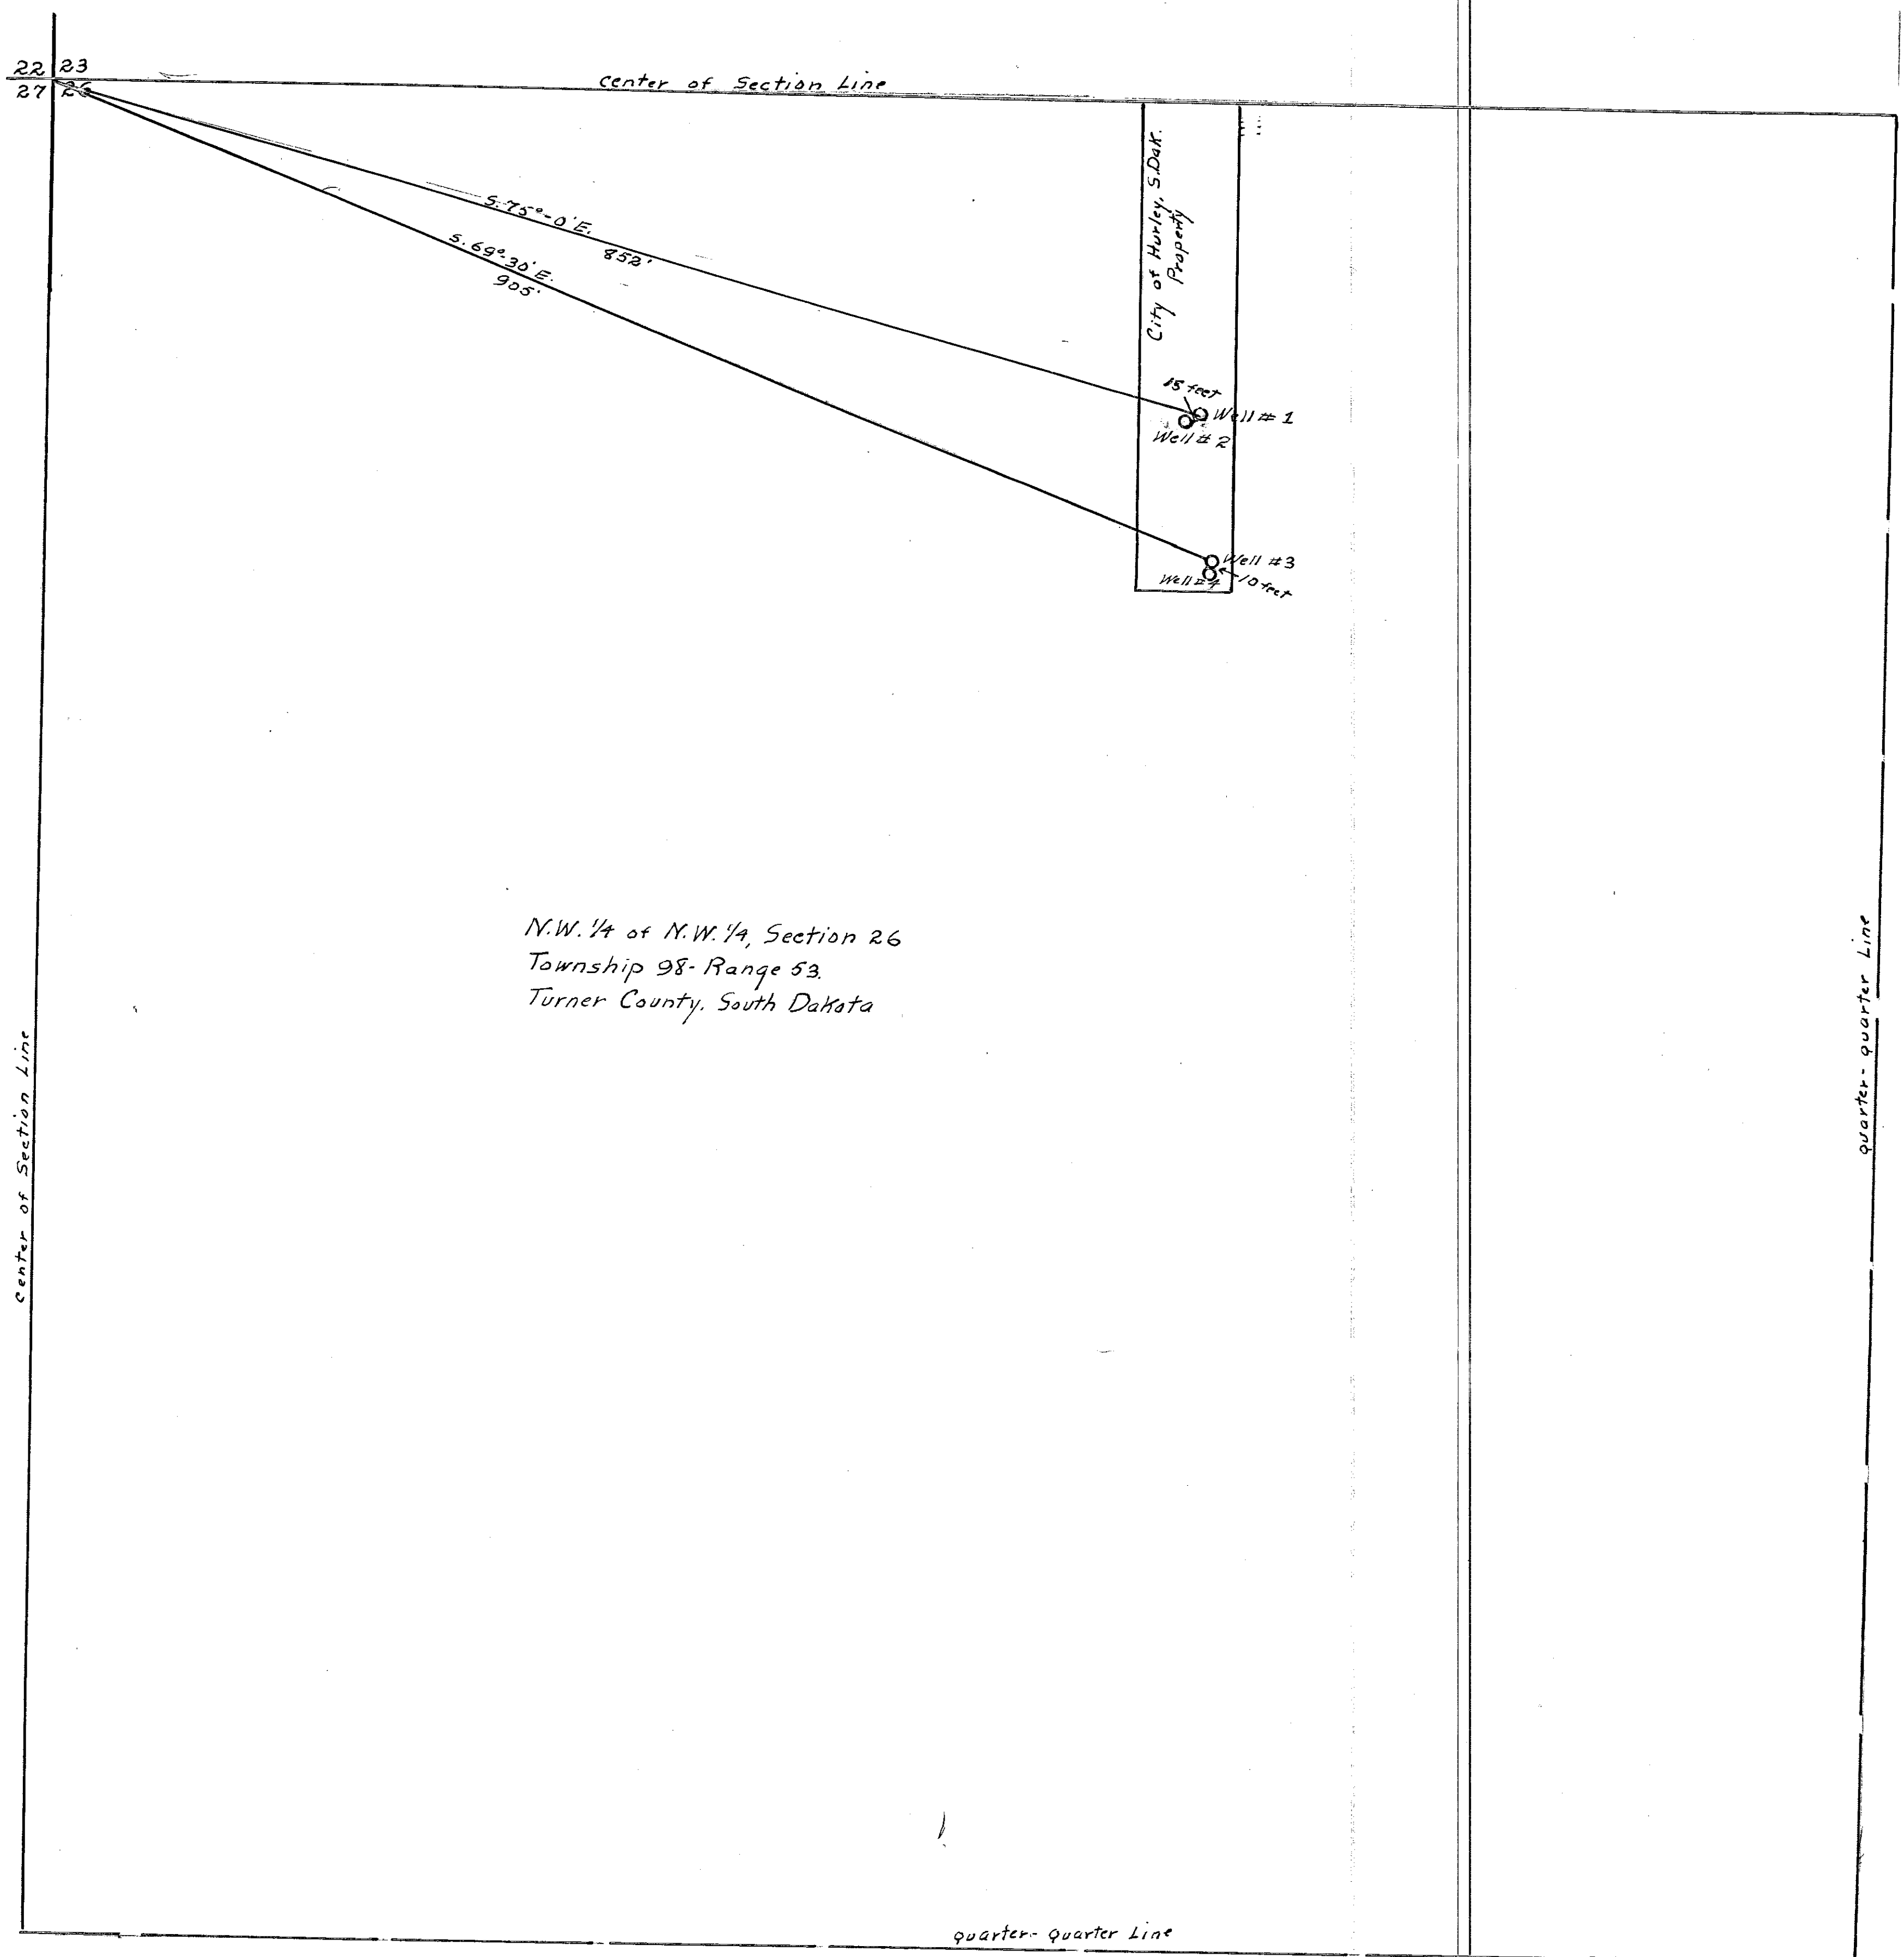 22 23
27 26
Center of Section Line
S. 75°-0' E.
852'
S. 69°-30' E.
905'
City of Hurley, S.Dak.
Property
15 feet
Well # 1
Well # 2
Well #3
Well #4
10 feet
N.W. 1/4 of N.W. 1/4, Section 26
Township 98- Range 53.
Turner County, South Dakota
center of Section Line
quarter-quarter Line
quarter-quarter Line